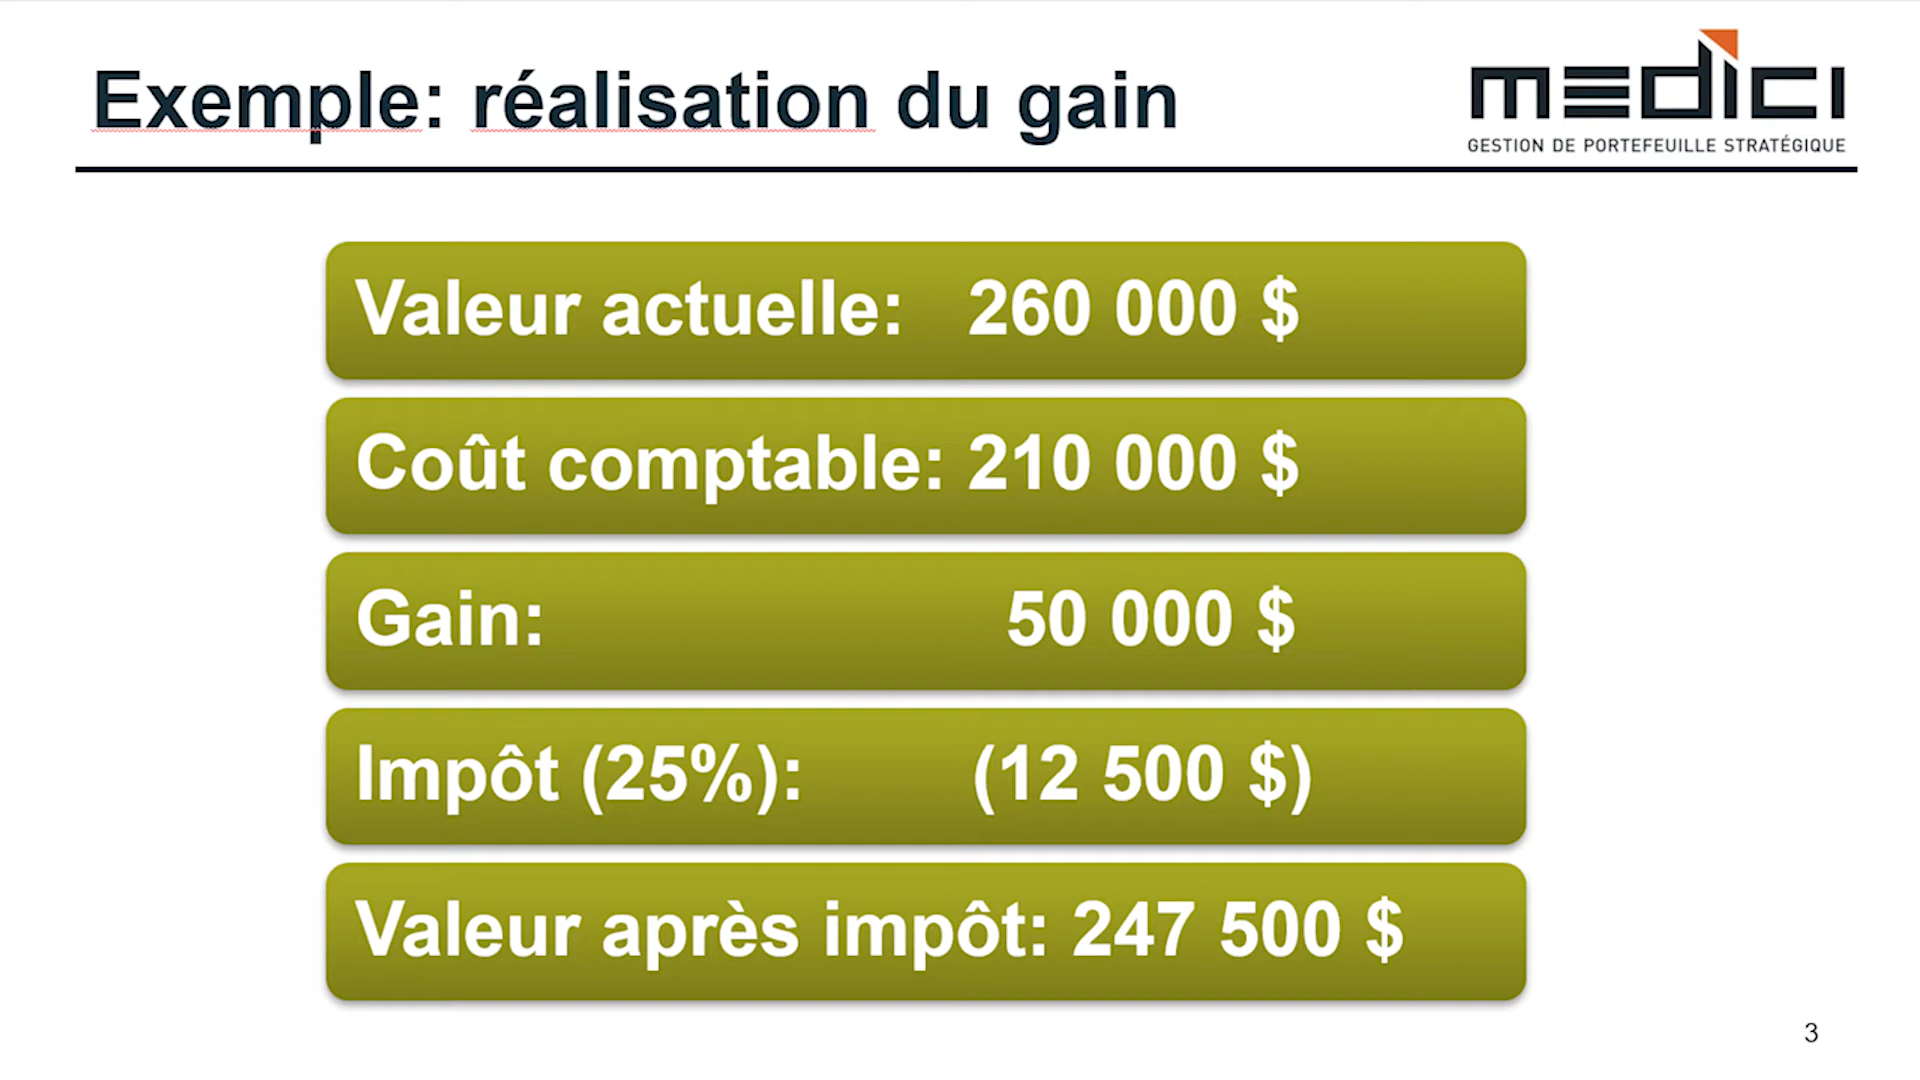 Exemple: réalisation du gain
medici
GESTION DE PORTEFEUILLE STRATÉGIQUE
Valeur actuelle: 260 000 $
Coût comptable: 210 000 $
Gain: 50 000 $
Impôt (25%): (12 500 $)
Valeur après impôt: 247 500 $
3